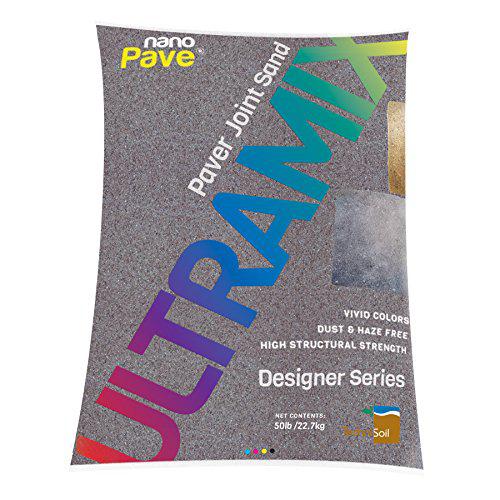 nano
Pave®
Paver Joint Sand
ULTRAMIX
VIVID COLORS
DUST & HAZE FREE
HIGH STRUCTURAL STRENGTH
Designer Series
NET CONTENTS:
50lb/22.7kg
Soil